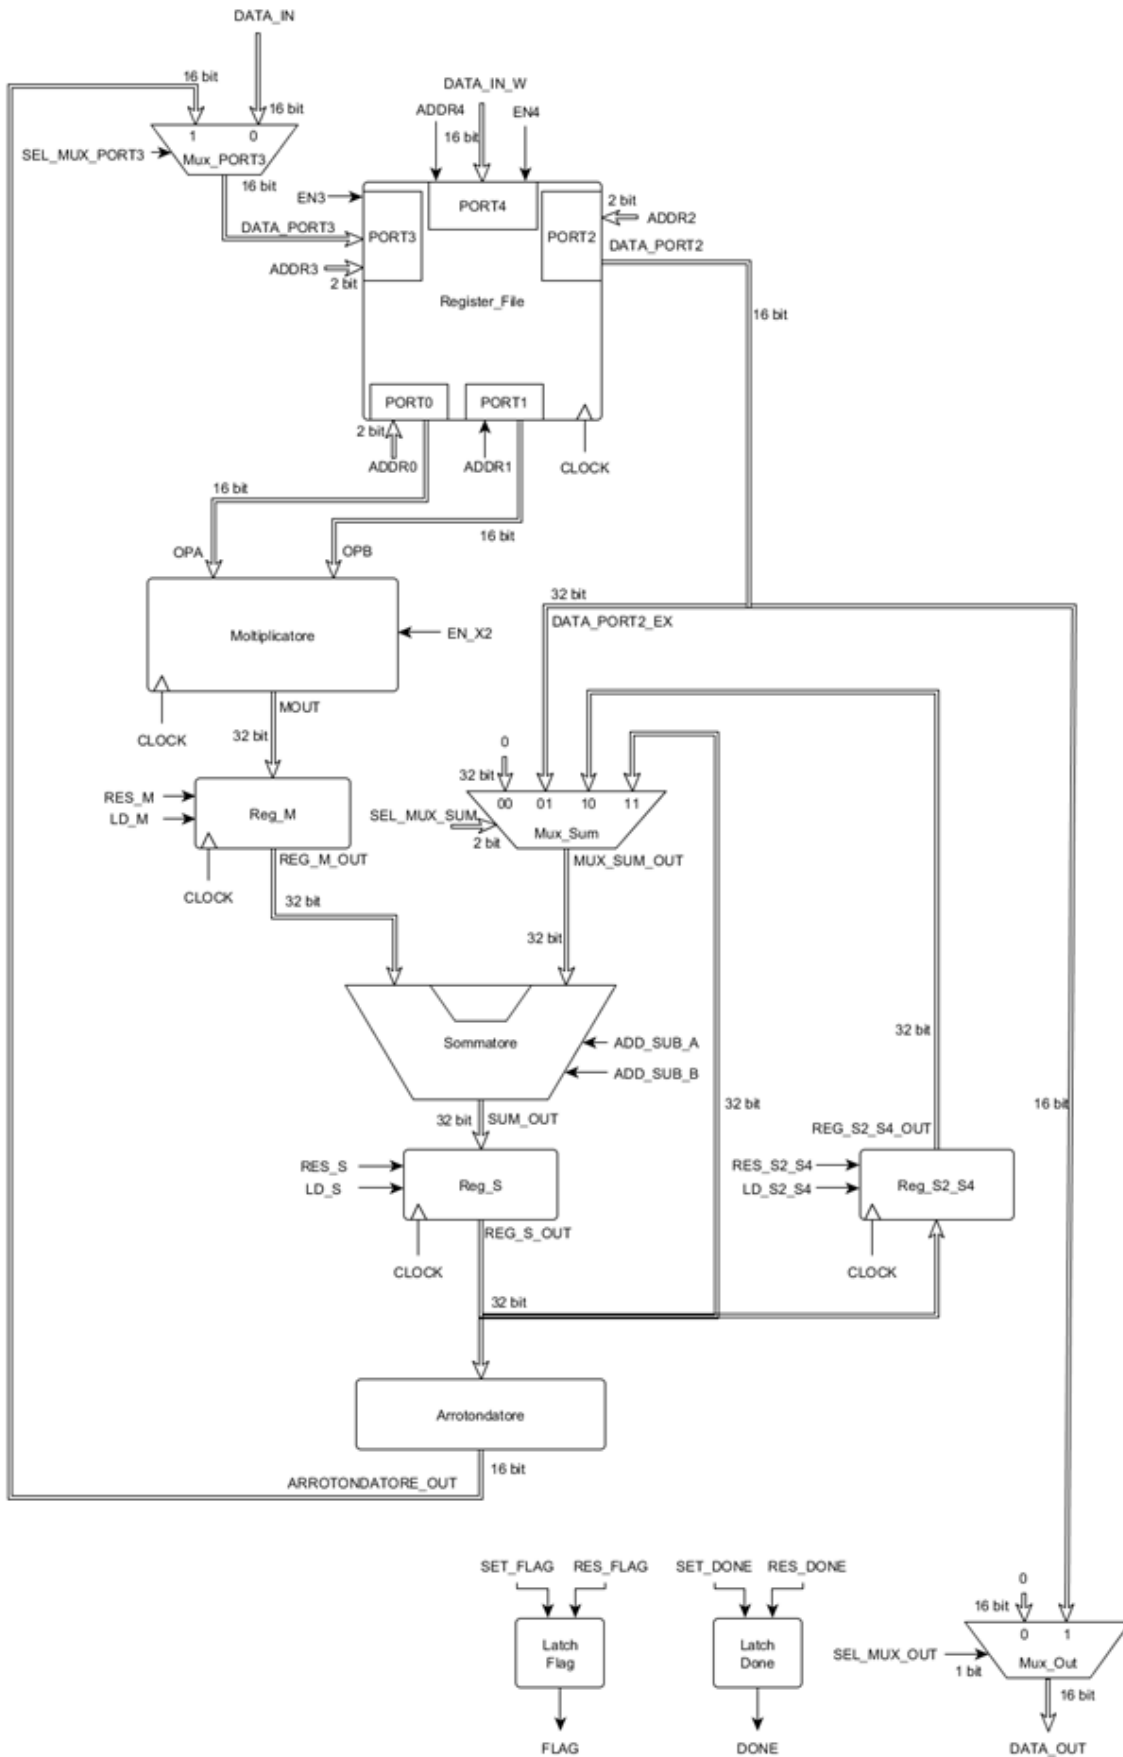 DATA_IN
16 bit
16 bit
1 0
SEL_MUX_PORT3
Mux_PORT3
16 bit
DATA_IN_W
ADDR4
EN4
16 bit
EN3
PORT4
2 bit
ADDR2
DATA_PORT3
PORT3
PORT2
DATA_PORT2
ADDR3
2 bit
Register_File
16 bit
PORT0
PORT1
2 bit
ADDR0
ADDR1
CLOCK
16 bit
16 bit
OPA
OPB
32 bit
DATA_PORT2_EX
Moltiplicatore
EN_X2
MOUT
CLOCK
32 bit
0
32 bit
RES_M
LD_M
Reg_M
00 01 10 11
SEL_MUX_SUM
2 bit
Mux_Sum
REG_M_OUT
MUX_SUM_OUT
CLOCK
32 bit
32 bit
Sommatore
ADD_SUB_A
ADD_SUB_B
32 bit
32 bit
16 bit
32 bit
SUM_OUT
REG_S2_S4_OUT
RES_S
LD_S
Reg_S
RES_S2_S4
LD_S2_S4
Reg_S2_S4
REG_S_OUT
CLOCK
CLOCK
32 bit
Arrotondatore
ARROTONDATORE_OUT
16 bit
SET_FLAG
RES_FLAG
SET_DONE
RES_DONE
0
16 bit
Latch
Flag
Latch
Done
0 1
SEL_MUX_OUT
1 bit
Mux_Out
16 bit
FLAG
DONE
DATA_OUT